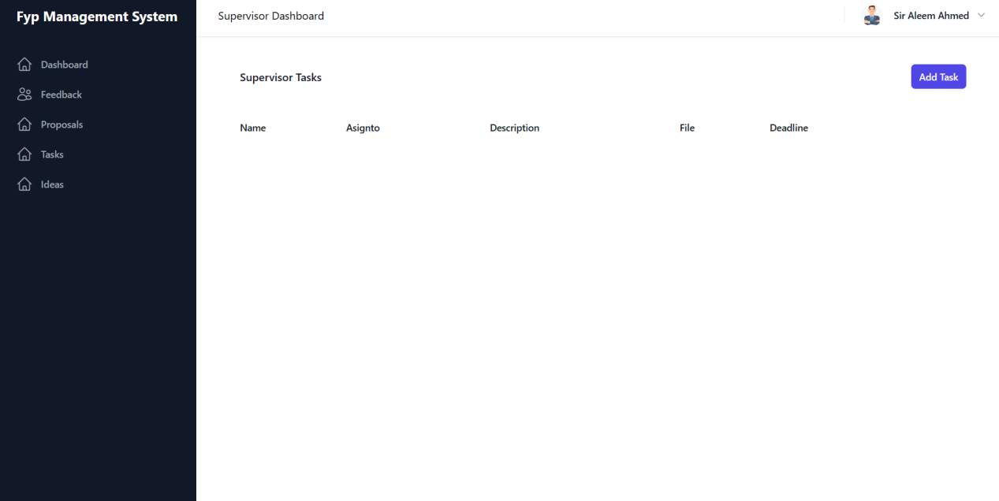 Fyp Management System
Supervisor Dashboard
Sir Aleem Ahmed
Dashboard
Feedback
Proposals
Tasks
Ideas
Supervisor Tasks
Add Task
Name Asignto Description File Deadline